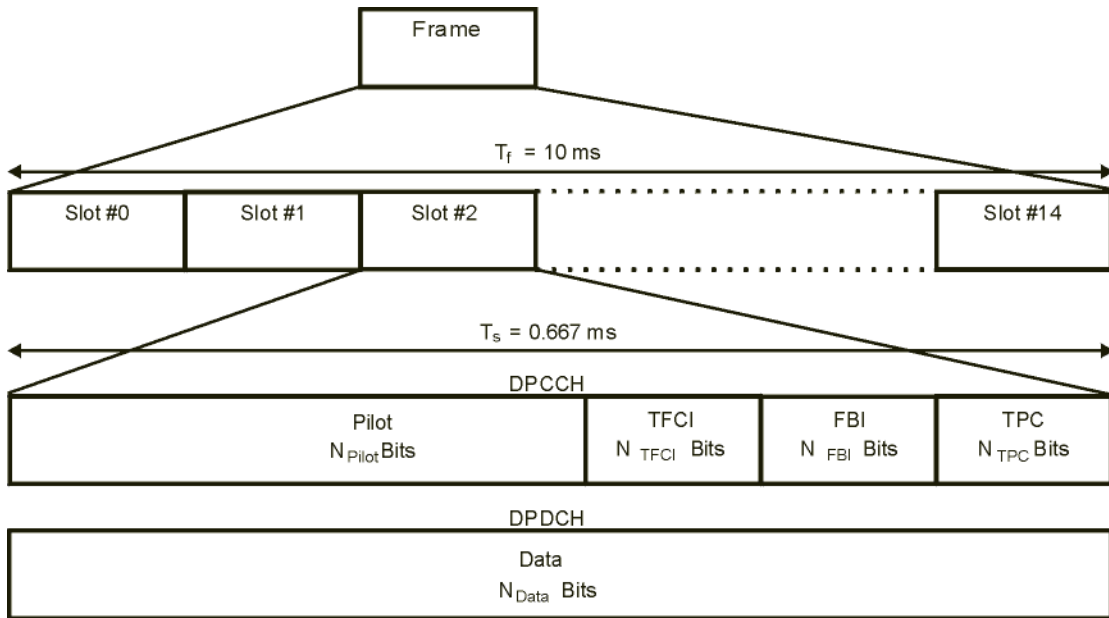 Frame
T_f = 10 ms
Slot #0 Slot #1 Slot #2 Slot #14
T_s = 0.667 ms
DPCCH
Pilot TFCI FBI TPC
N_Pilot Bits N_TFCI Bits N_FBI Bits N_TPC Bits
DPDCH
Data
N_Data Bits